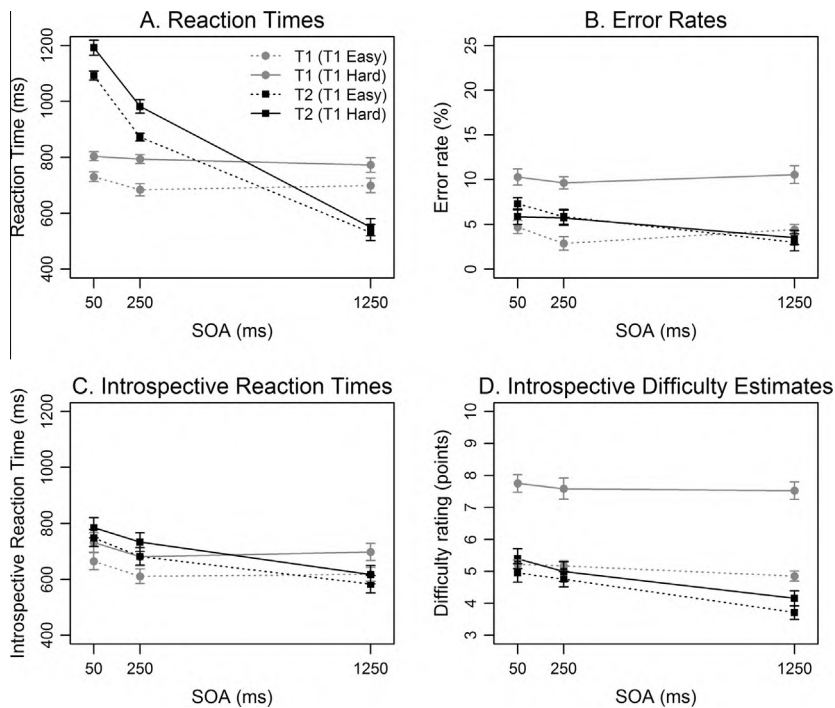 A. Reaction Times
Reaction Time (ms)
1200
1000
800
600
400
T1 (T1 Easy)
T1 (T1 Hard)
T2 (T1 Easy)
T2 (T1 Hard)
50
250
1250
SOA (ms)
B. Error Rates
Error rate (%)
25
20
15
10
5
0
50
250
1250
SOA (ms)
C. Introspective Reaction Times
Introspective Reaction Time (ms)
1200
1000
800
600
400
50
250
1250
SOA (ms)
D. Introspective Difficulty Estimates
Difficulty rating (points)
10
9
8
7
6
5
4
3
50
250
1250
SOA (ms)